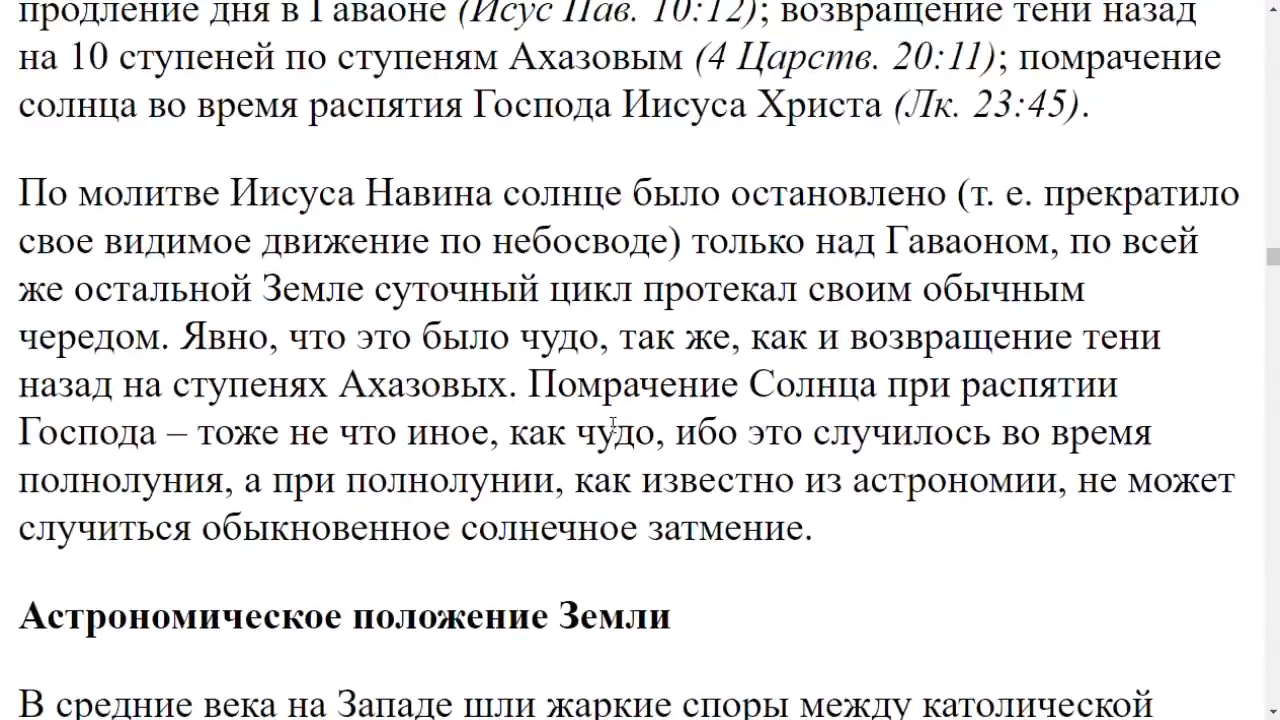 продление дня в Гаваоне (Исус Нав. 10:12); возвращение тени назад
на 10 ступеней по ступеням Ахазовым (4 Царств. 20:11); помрачение
солнца во время распятия Господа Иисуса Христа (Лк. 23:45).
По молитве Иисуса Навина солнце было остановлено (т. е. прекратило
свое видимое движение по небосводе) только над Гаваоном, по всей
же остальной Земле суточный цикл протекал своим обычным
чередом. Явно, что это было чудо, так же, как и возвращение тени
назад на ступенях Ахазовых. Помрачение Солнца при распятии
Господа – тоже не что иное, как чудо, ибо это случилось во время
полнолуния, а при полнолунии, как известно из астрономии, не может
случиться обыкновенное солнечное затмение.
Астрономическое положение Земли
В средние века на Западе шли жаркие споры между католической